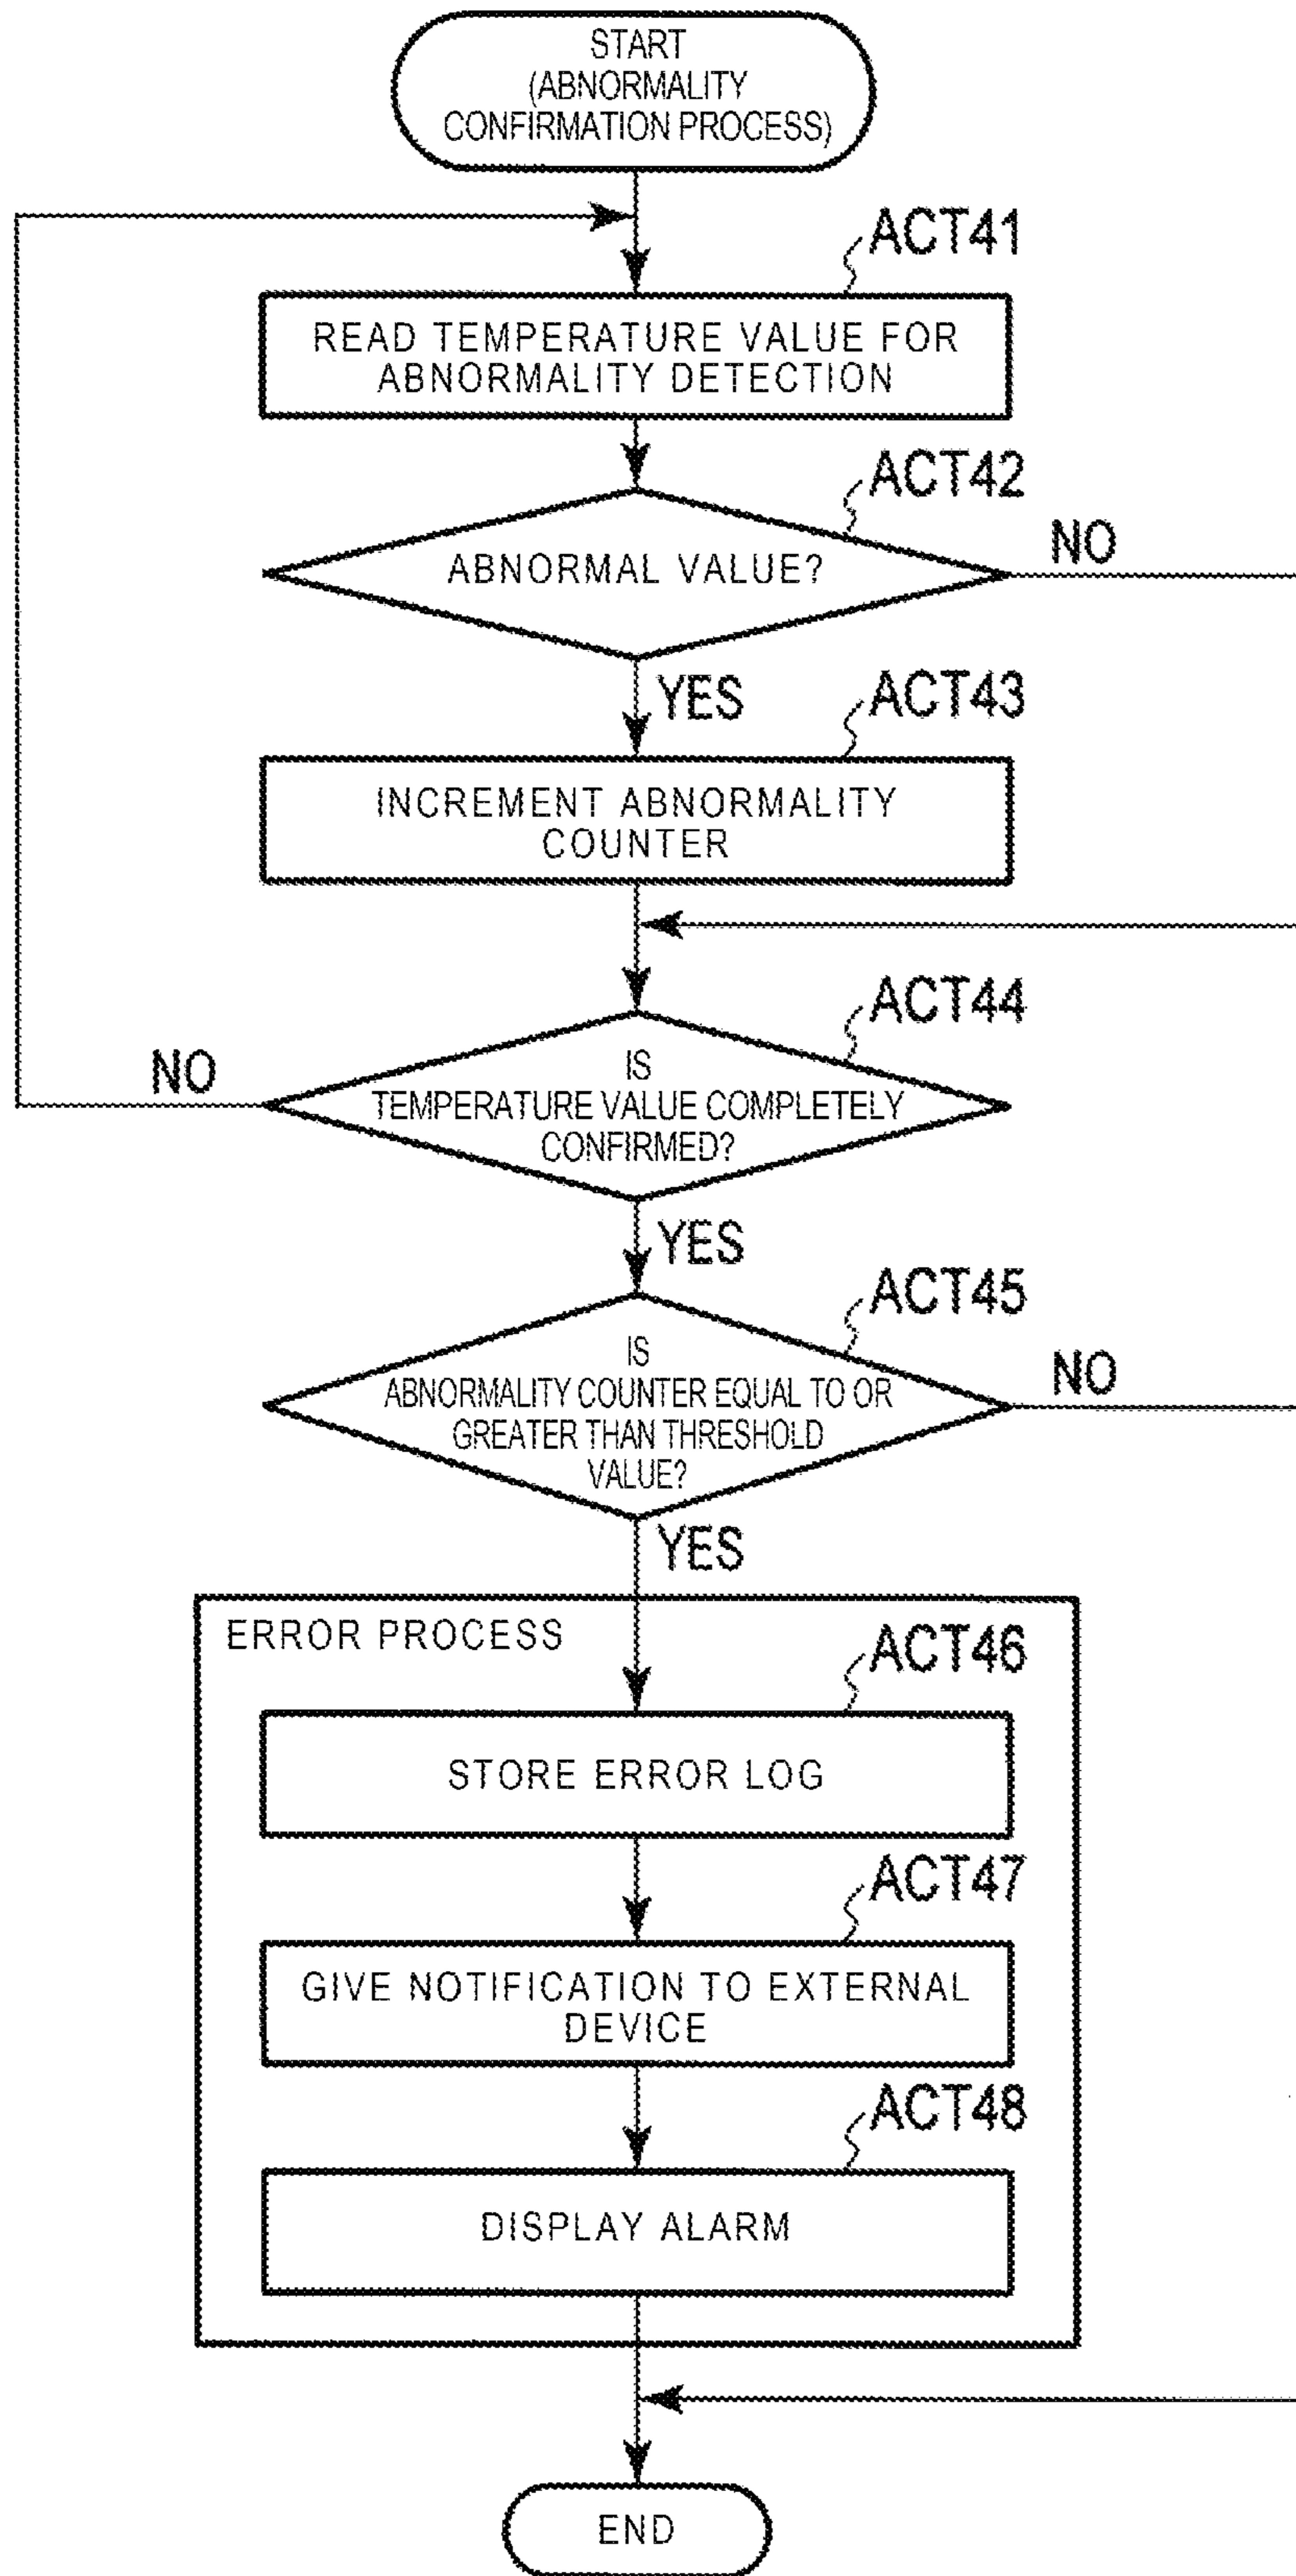 START
(ABNORMALITY
CONFIRMATION PROCESS)
ACT41
READ TEMPERATURE VALUE FOR
ABNORMALITY DETECTION
ACT42
ABNORMAL VALUE?
NO
YES
ACT43
INCREMENT ABNORMALITY
COUNTER
ACT44
IS
TEMPERATURE VALUE COMPLETELY
CONFIRMED?
NO
YES
ACT45
IS
ABNORMALITY COUNTER EQUAL TO OR
GREATER THAN THRESHOLD
VALUE?
NO
YES
ERROR PROCESS
ACT46
STORE ERROR LOG
ACT47
GIVE NOTIFICATION TO EXTERNAL
DEVICE
ACT48
DISPLAY ALARM
END